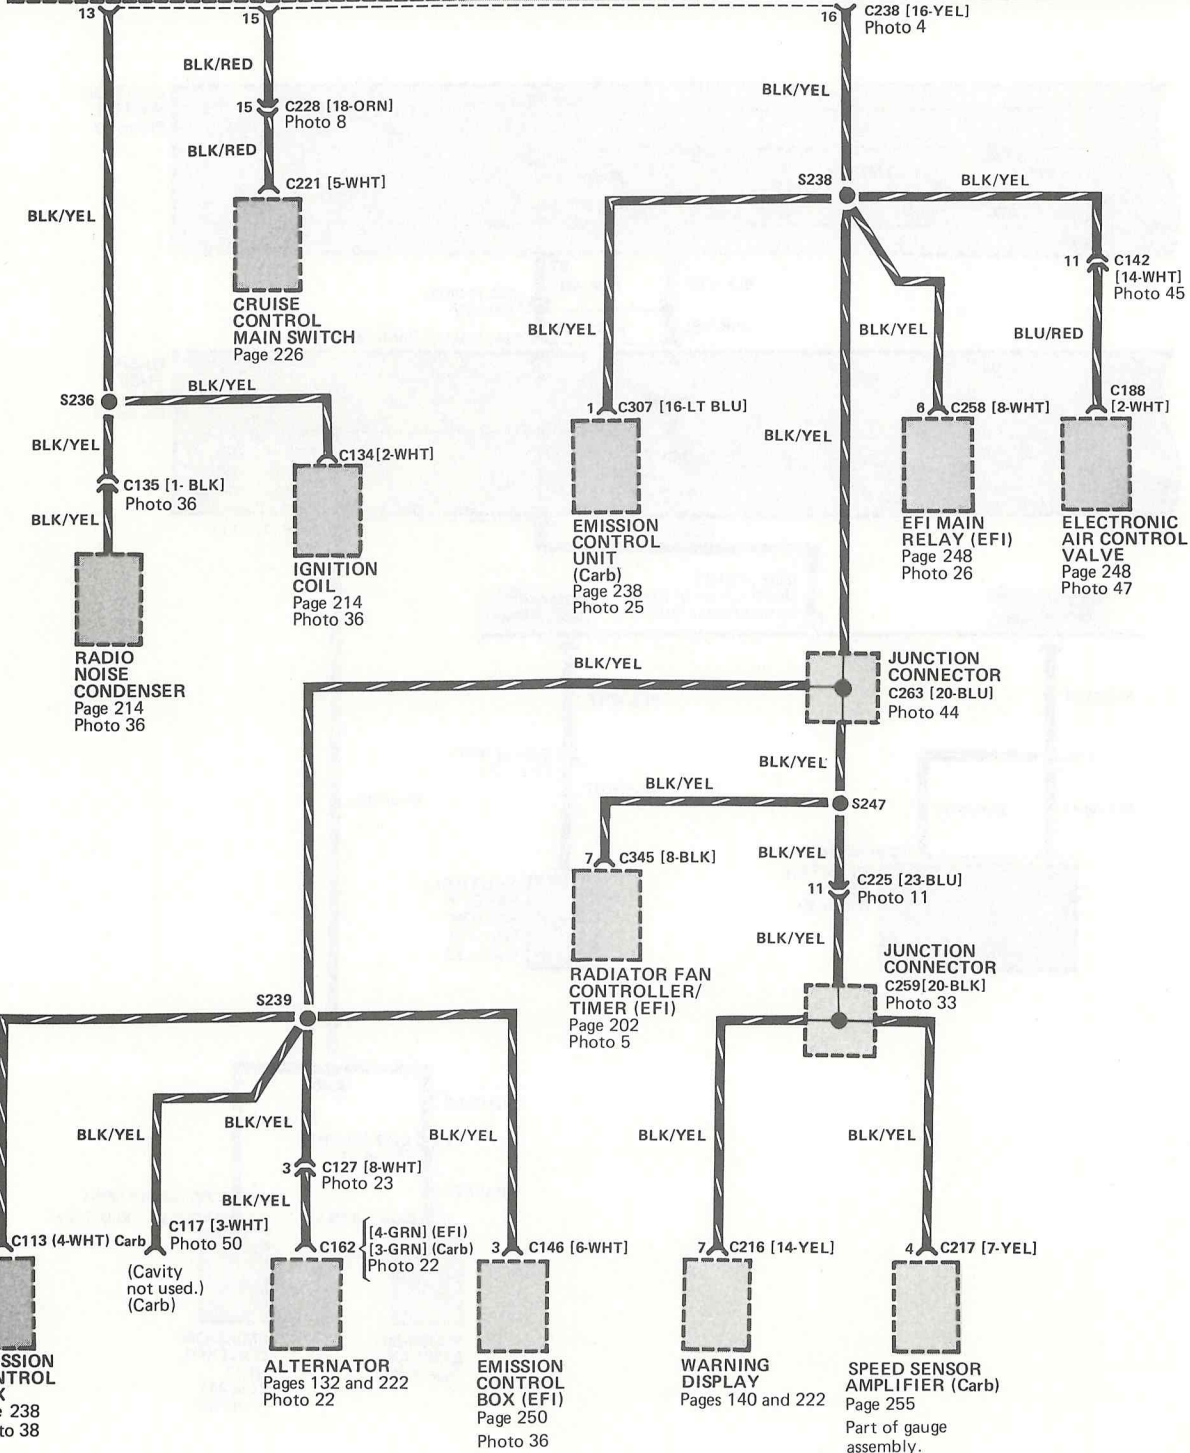 13
15
16
C238 [16-YEL]
Photo 4
BLK/RED
BLK/YEL
15
C228 [18-ORN]
Photo 8
BLK/RED
C221 [5-WHT]
S238
BLK/YEL
BLK/YEL
CRUISE
CONTROL
MAIN SWITCH
Page 226
11
C142
[14-WHT]
Photo 45
BLK/YEL
BLK/YEL
BLU/RED
S236
BLK/YEL
1
C307 [16-LT BLU]
6
C258 [8-WHT]
C188
[2-WHT]
BLK/YEL
BLK/YEL
C134[2-WHT]
C135 [1- BLK]
Photo 36
BLK/YEL
IGNITION
COIL
Page 214
Photo 36
EMISSION
CONTROL
UNIT
(Carb)
Page 238
Photo 25
EFI MAIN
RELAY (EFI)
Page 248
Photo 26
ELECTRONIC
AIR CONTROL
VALVE
Page 248
Photo 47
RADIO
NOISE
CONDENSER
Page 214
Photo 36
BLK/YEL
JUNCTION
CONNECTOR
C263 [20-BLU]
Photo 44
BLK/YEL
BLK/YEL
S247
7
C345 [8-BLK]
BLK/YEL
11
C225 [23-BLU]
Photo 11
BLK/YEL
JUNCTION
CONNECTOR
C259[20-BLK]
Photo 33
RADIATOR FAN
CONTROLLER/
TIMER (EFI)
Page 202
Photo 5
S239
BLK/YEL
BLK/YEL
BLK/YEL
BLK/YEL
BLK/YEL
3
C127 [8-WHT]
Photo 23
BLK/YEL
C113 (4-WHT) Carb
C117 [3-WHT]
Photo 50
(Cavity
not used.)
(Carb)
C162
[4-GRN] (EFI)
[3-GRN] (Carb)
Photo 22
3
C146 [6-WHT]
7
C216 [14-YEL]
4
C217 [7-YEL]
SSION
NTROL
X
e 238
to 38
ALTERNATOR
Pages 132 and 222
Photo 22
EMISSION
CONTROL
BOX (EFI)
Page 250
Photo 36
WARNING
DISPLAY
Pages 140 and 222
SPEED SENSOR
AMPLIFIER (Carb)
Page 255
Part of gauge
assembly.